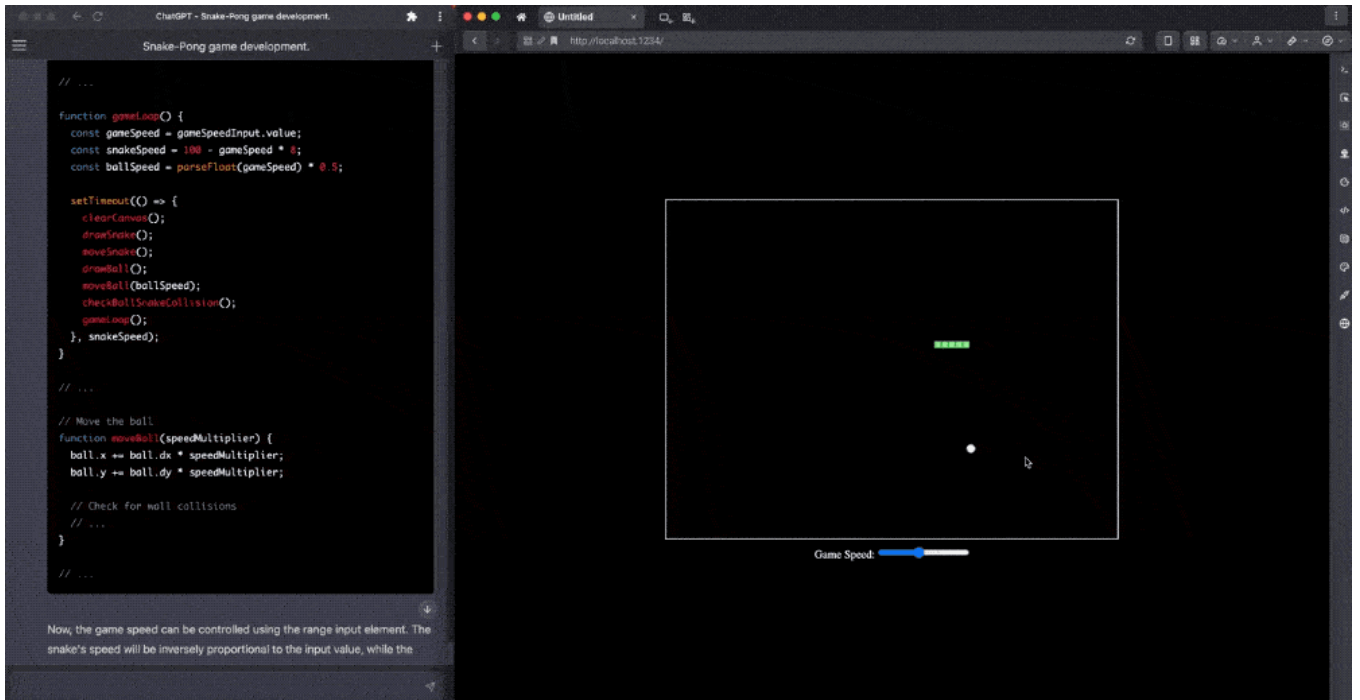 ChatGPT - Snake-Pong game development.
Snake-Pong game development.
// ...
function gameLoop() {
const gameSpeed = gameSpeedInput.value;
const snakeSpeed = 100 - gameSpeed * 8;
const ballSpeed = parseFloat(gameSpeed) * 0.5;
setTimeout(() => {
clearCanvas();
drawSnake();
moveSnake();
drawBall();
moveBall(ballSpeed);
checkBallSnakeCollision();
gameLoop();
}, snakeSpeed);
}
// ...
// Move the ball
function moveBall(speedMultiplier) {
ball.x += ball.dx * speedMultiplier;
ball.y += ball.dy * speedMultiplier;
// Check for wall collisions
// ...
}
// ...
Now, the game speed can be controlled using the range input element. The
snake's speed will be inversely proportional to the input value, while the
Untitled
http://localhost:1234/
Game Speed: